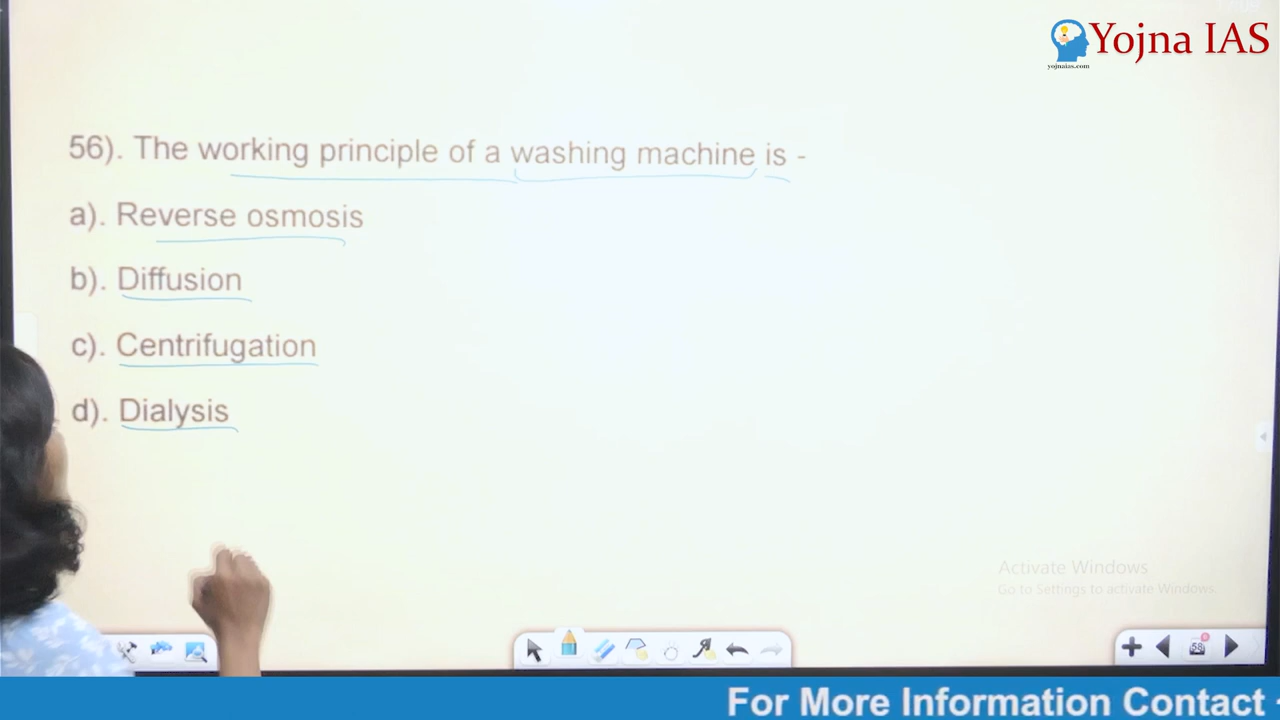 Yojna IAS
yojnaias.com
56). The working principle of a washing machine is -
a). Reverse osmosis
b). Diffusion
c). Centrifugation
d). Dialysis
Activate Windows
Go to Settings to activate Windows.
58
For More Information Contact -